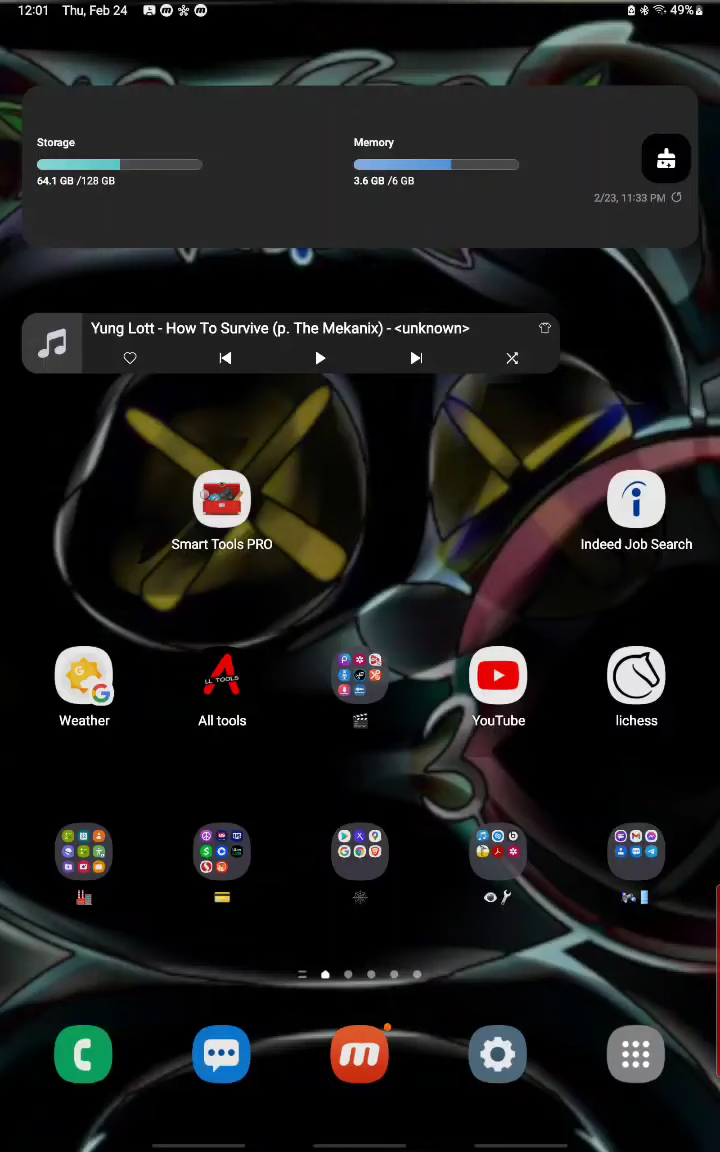 12:01 Thu, Feb 24
49%
Storage
64.1 GB /128 GB
Memory
3.6 GB /6 GB
2/23, 11:33 PM
Yung Lott - How To Survive (p. The Mekanix) - <unknown>
Smart Tools PRO
Indeed Job Search
Weather
LL TOOLS
All tools
YouTube
lichess